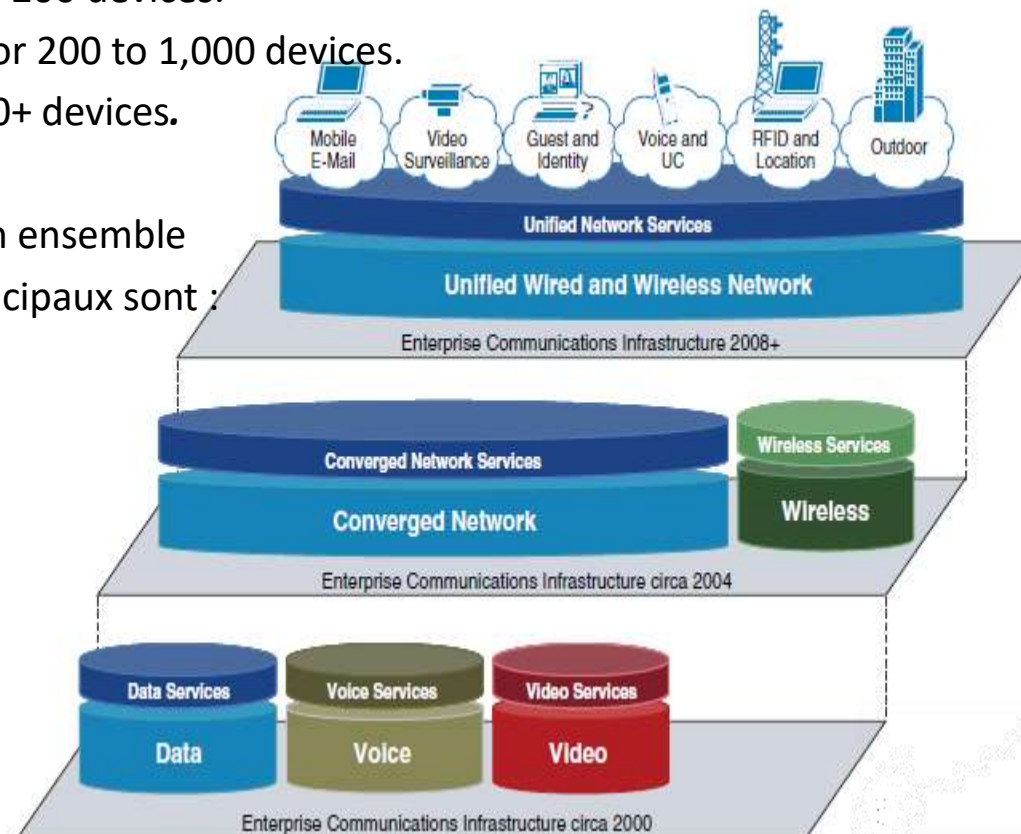 200 devices.
or 200 to 1,000 devices.
0+ devices.
n ensemble
cipaux sont :
Mobile
E-Mail
Video
Surveillance
Guest and
Identity
Voice and
UC
RFID and
Location
Outdoor
Unified Network Services
Unified Wired and Wireless Network
Enterprise Communications Infrastructure 2008+
Converged Network Services
Converged Network
Wireless Services
Wireless
Enterprise Communications Infrastructure circa 2004
Data Services
Data
Voice Services
Voice
Video Services
Video
Enterprise Communications Infrastructure circa 2000